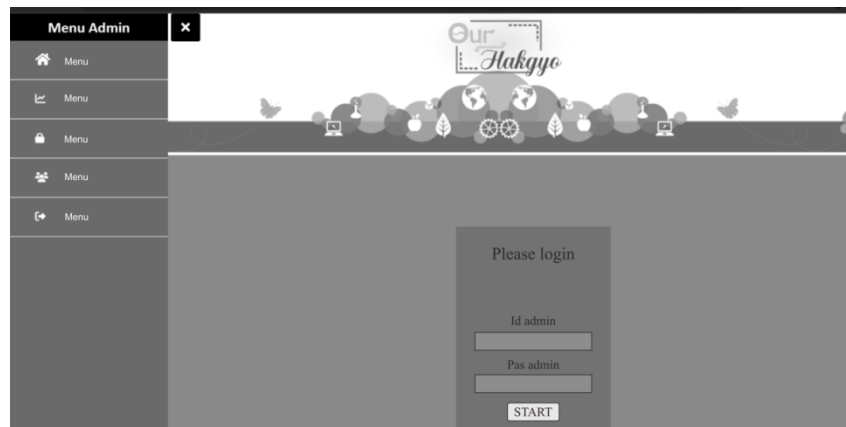 Menu Admin
×
Menu
Menu
Menu
Menu
Menu
Our
Hakgyo
Please login
Id admin
Pas admin
START